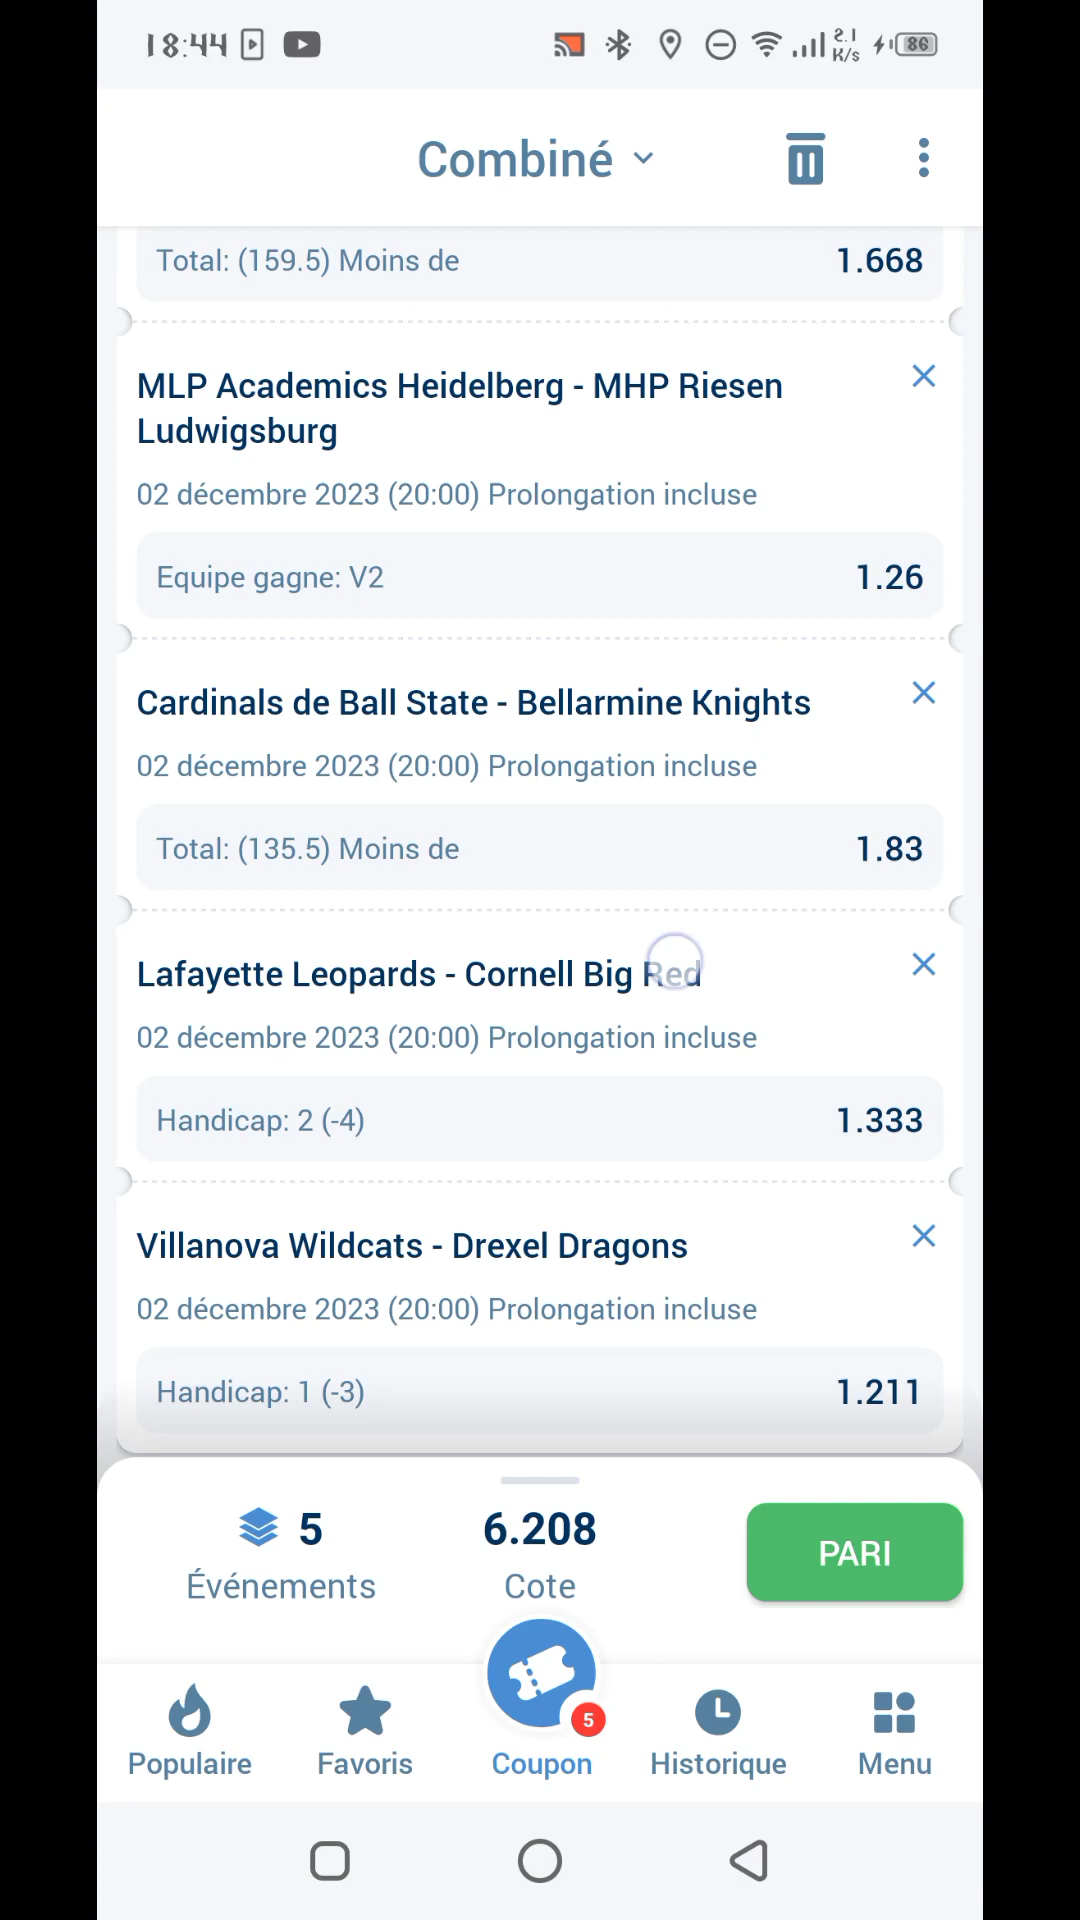 18:44
2.1
K/s
86
Combiné
Total: (159.5) Moins de
1.668
MLP Academics Heidelberg - MHP Riesen
Ludwigsburg
02 décembre 2023 (20:00) Prolongation incluse
Equipe gagne: V2
1.26
Cardinals de Ball State - Bellarmine Knights
02 décembre 2023 (20:00) Prolongation incluse
Total: (135.5) Moins de
1.83
Lafayette Leopards - Cornell Big Red
02 décembre 2023 (20:00) Prolongation incluse
Handicap: 2 (-4)
1.333
Villanova Wildcats - Drexel Dragons
02 décembre 2023 (20:00) Prolongation incluse
Handicap: 1 (-3)
1.211
5
Événements
6.208
Cote
PARI
Populaire
Favoris
5
Coupon
Historique
Menu